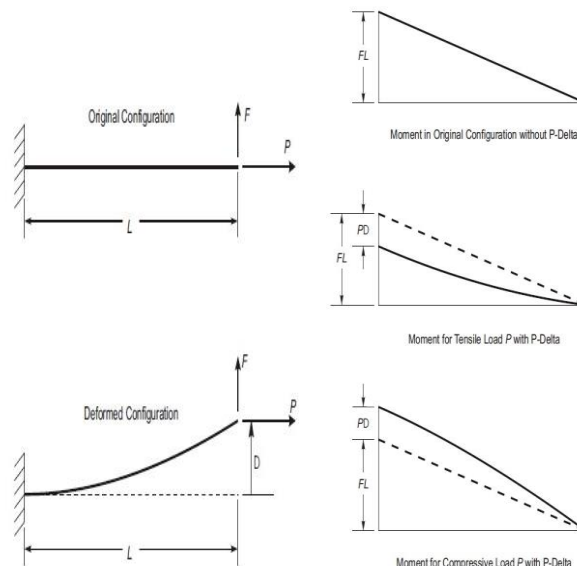 Original Configuration
F
P
L
FL
Moment in Original Configuration without P-Delta
PD
FL
Moment for Tensile Load P with P-Delta
Deformed Configuration
F
P
D
L
PD
FL
Moment for Compressive Load P with P-Delta